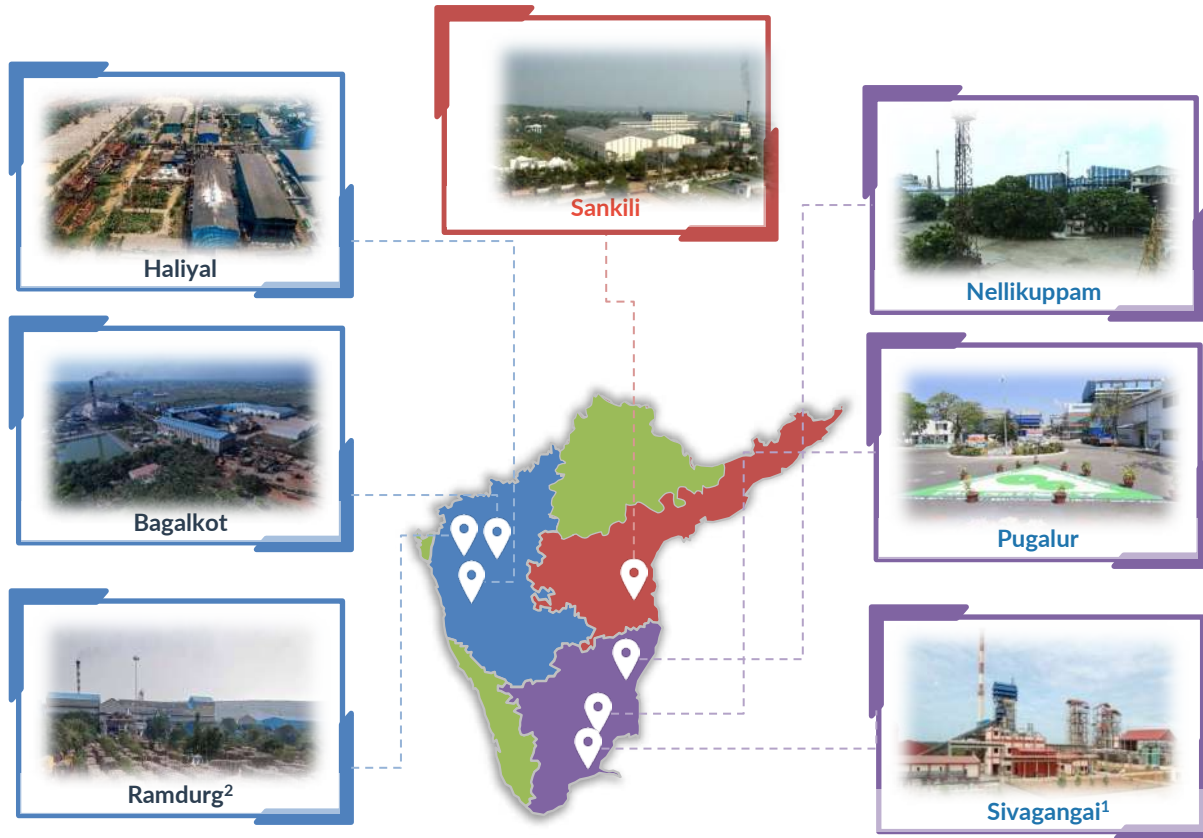 Sankili
Haliyal
Nellikuppam
Bagalkot
Pugalur
Ramdurg²
Sivagangai¹